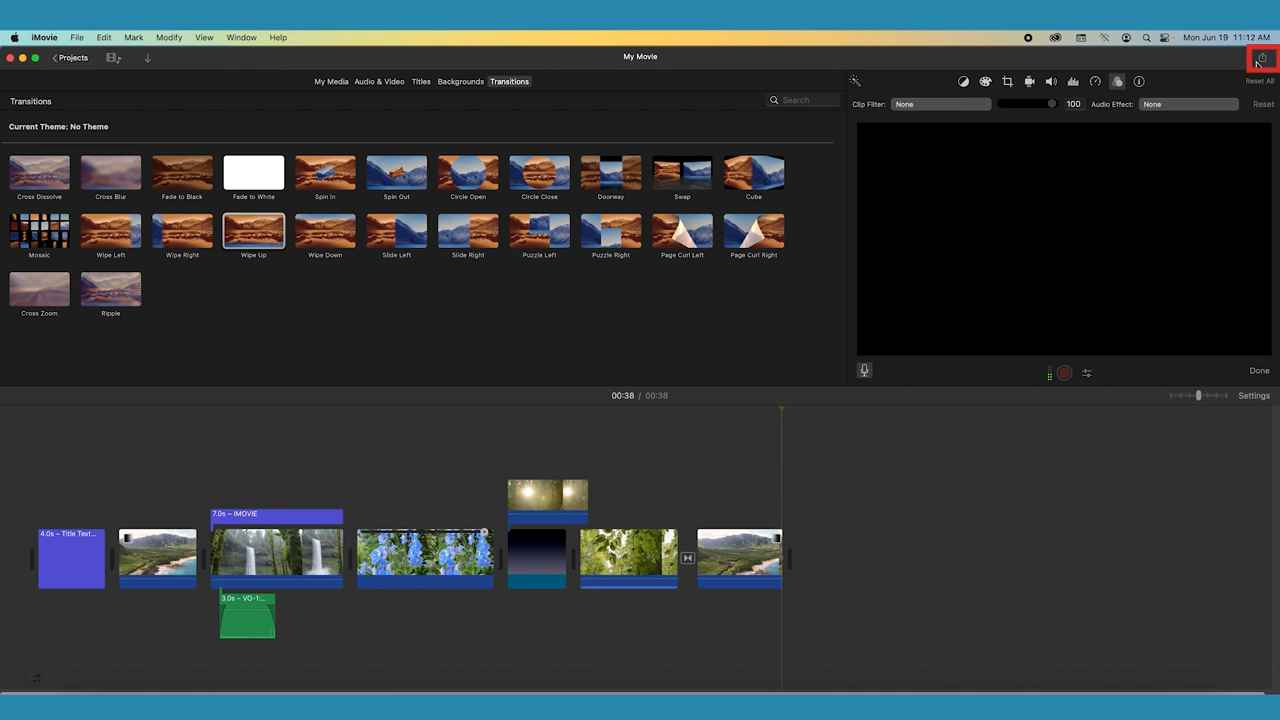 iMovie File Edit Mark Modify View Window Help Mon Jun 19 11:12 AM
Projects My Movie
My Media Audio & Video Titles Backgrounds Transitions Reset All
Transitions Search Clip Filter: None 100 Audio Effect: None Reset
Current Theme: No Theme
Cross Dissolve Cross Blur Fade to Black Fade to White Spin In Spin Out Circle Open Circle Close Doorway Swap Cube
Mosaic Wipe Left Wipe Right Wipe Up Wipe Down Slide Left Slide Right Puzzle Left Puzzle Right Page Curl Left Page Curl Right
Cross Zoom Ripple
Done
00:38 / 00:38 Settings
7.0s – IMOVIE
4.0s – Title Text...
3.0s – VO-1:...